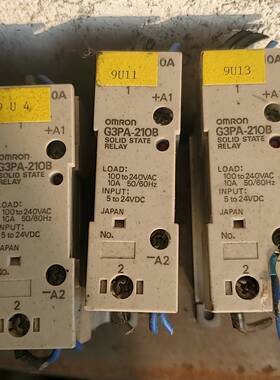 9 U 4
0A
+A1
OMRON
G3PA-210B
SOLID STATE
RELAY
LOAD:
100 to 240VAC
10A 50/60Hz
INPUT:
5 to 24VDC
JAPAN
No.
−A2
1
9U11
0A
+A1
OMRON
G3PA-210B
SOLID STATE
RELAY
LOAD:
100 to 240VAC
10A 50/60Hz
INPUT:
5 to 24VDC
JAPAN
No.
−A2
2
9U13
0A
+A1
OMRON
G3PA-210B
SOLID STATE
RELAY
LOAD:
100 to 240VAC
10A 50/60Hz
INPUT:
5 to 24VDC
JAPAN
No.
2